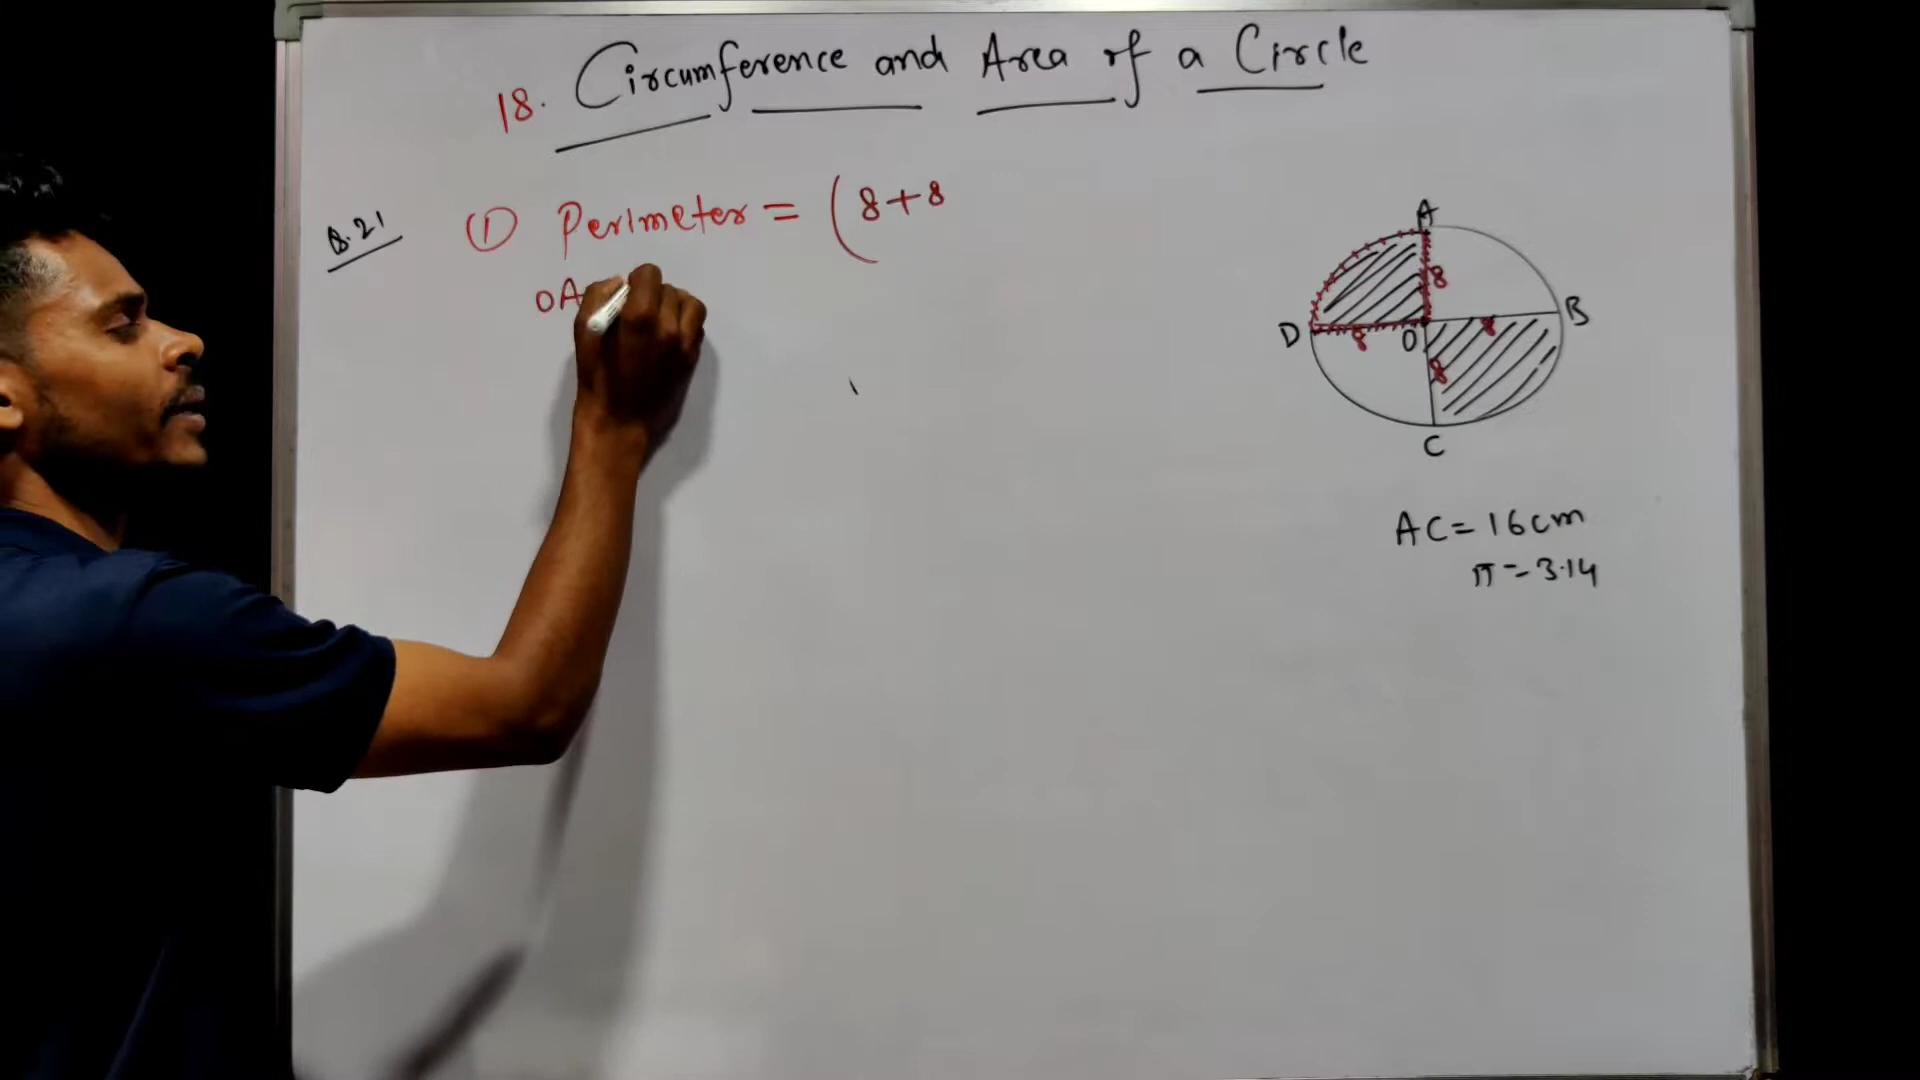 18. Circumference and Area of a Circle
Q.21
① Perimeter = (8+8
OA
A
8
D
8
O
8
B
8
C
AC = 16cm
π = 3.14